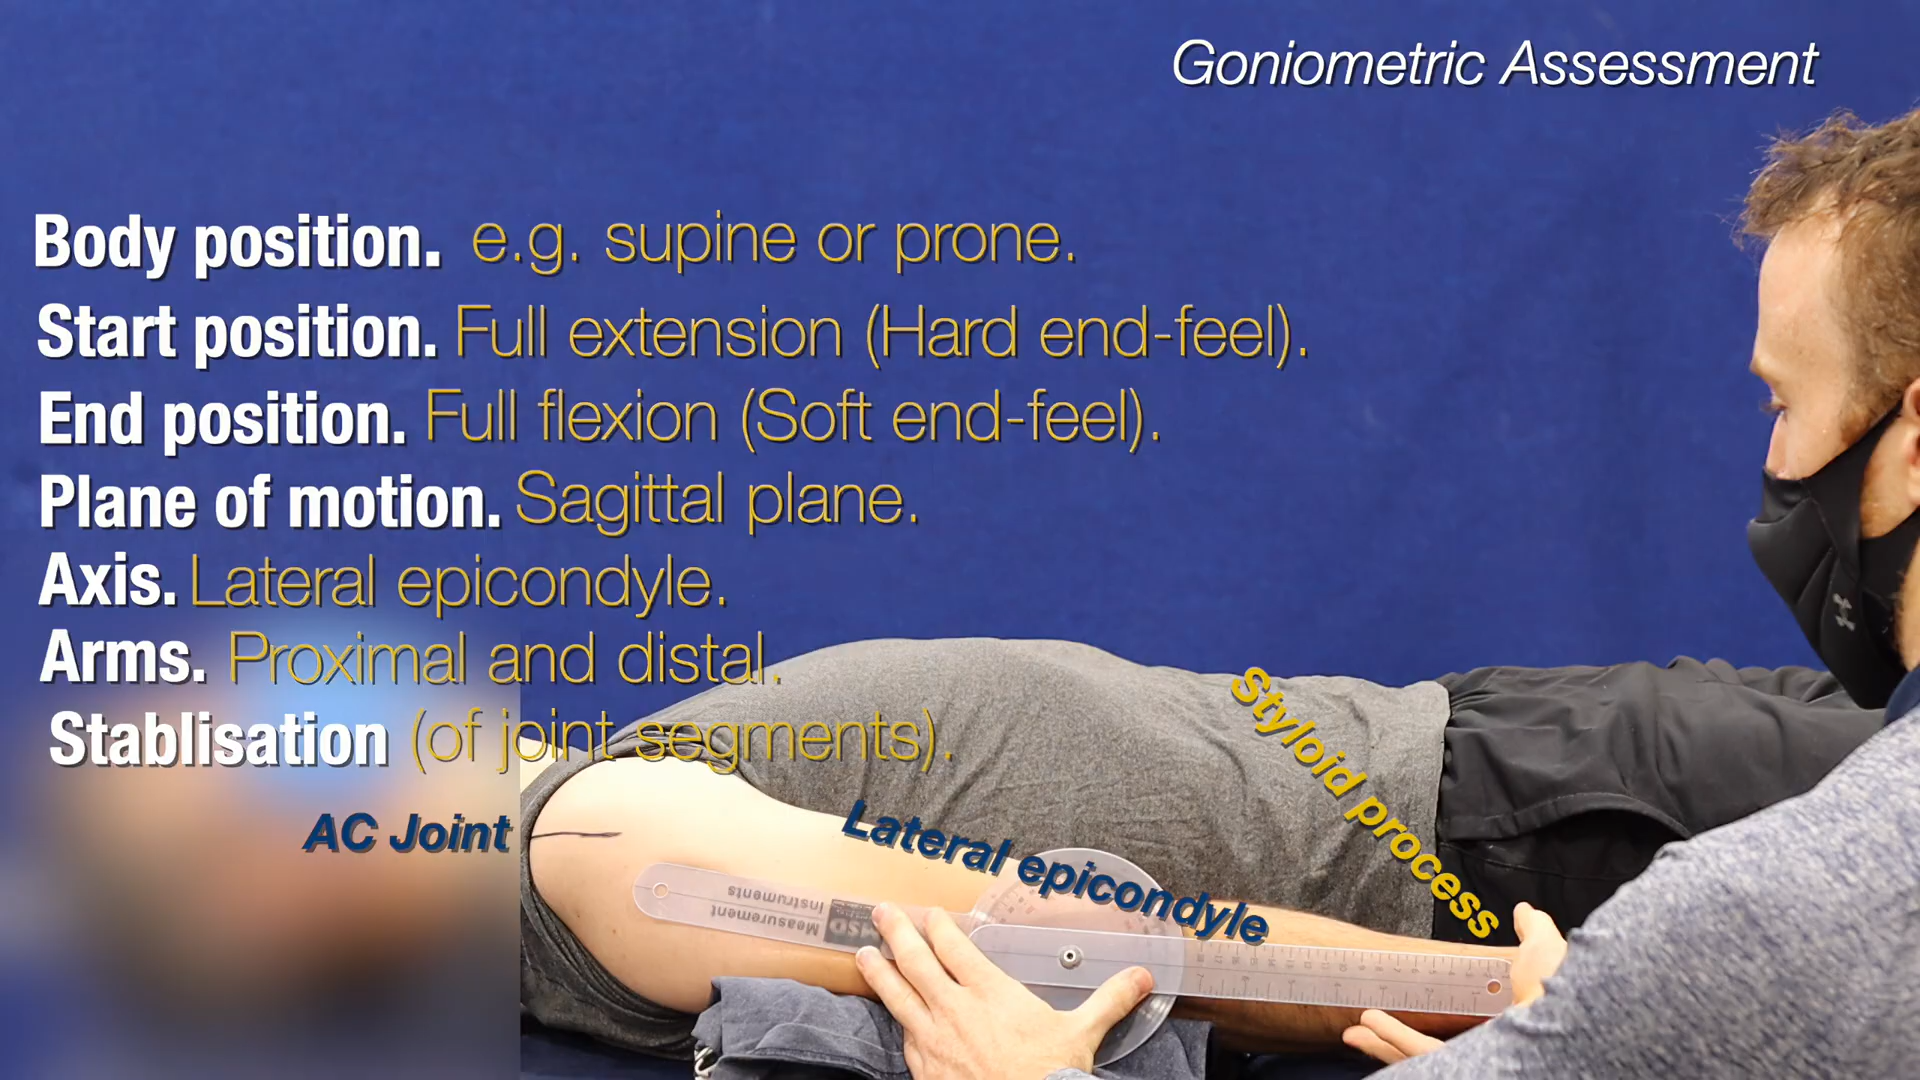 Goniometric Assessment
Body position. e.g. supine or prone.
Start position. Full extension (Hard end-feel).
End position. Full flexion (Soft end-feel).
Plane of motion. Sagittal plane.
Axis. Lateral epicondyle.
Arms. Proximal and distal.
Stablisation (of joint segments).
AC Joint
Lateral epicondyle
Styloid process
Measurement
Instruments